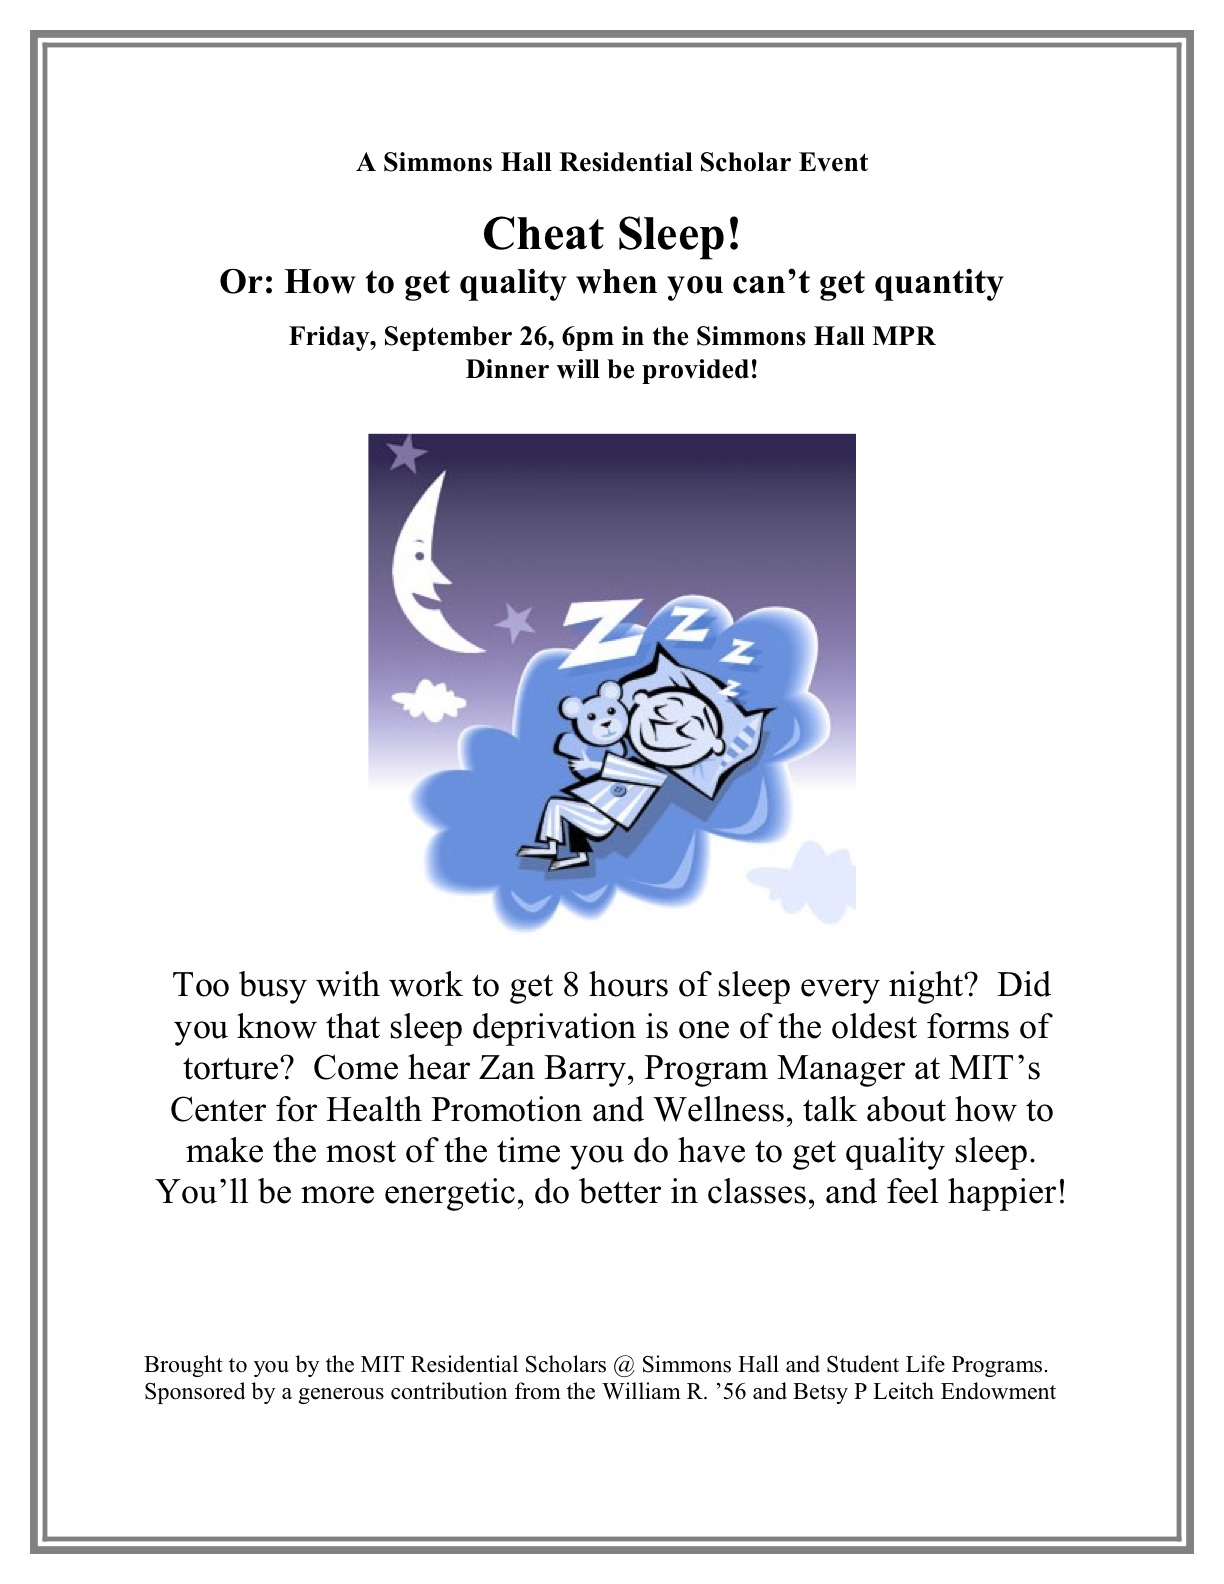 A Simmons Hall Residential Scholar Event
Cheat Sleep!
Or: How to get quality when you can’t get quantity
Friday, September 26, 6pm in the Simmons Hall MPR
Dinner will be provided!
Z z z z
Too busy with work to get 8 hours of sleep every night?  Did
you know that sleep deprivation is one of the oldest forms of
torture?  Come hear Zan Barry, Program Manager at MIT’s
Center for Health Promotion and Wellness, talk about how to
make the most of the time you do have to get quality sleep.
You’ll be more energetic, do better in classes, and feel happier!
Brought to you by the MIT Residential Scholars @ Simmons Hall and Student Life Programs.
Sponsored by a generous contribution from the William R. ’56 and Betsy P Leitch Endowment